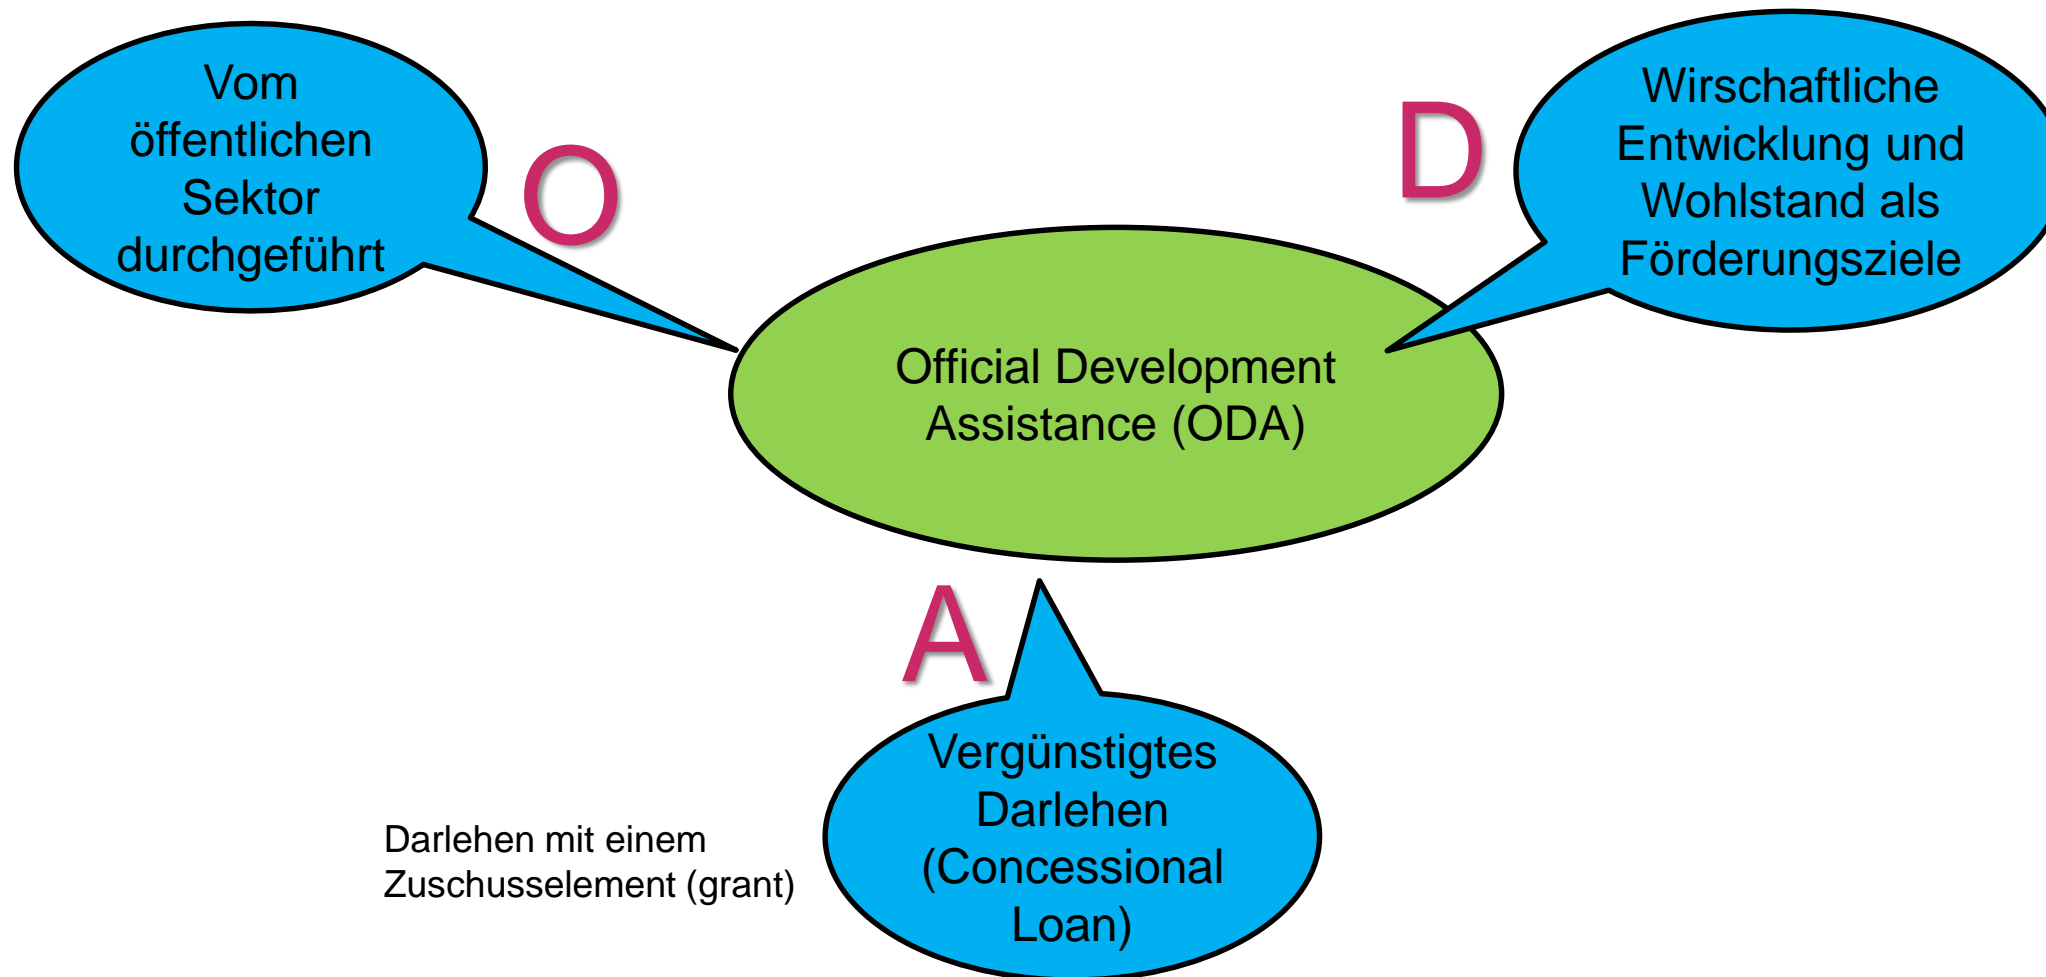 Vom
öffentlichen
Sektor
durchgeführt
O
D
Wirschaftliche
Entwicklung und
Wohlstand als
Förderungsziele
Official Development
Assistance (ODA)
A
Vergünstigtes
Darlehen
(Concessional
Loan)
Darlehen mit einem
Zuschusselement (grant)